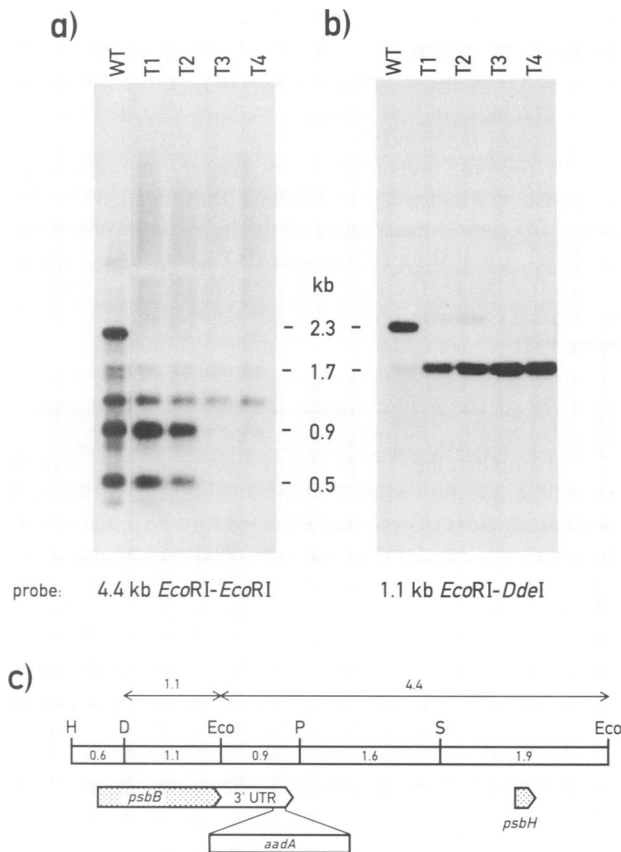 a)
b)
WT T1 T2 T3 T4
WT T1 T2 T3 T4
kb
- 2.3 -
- 1.7 -
- 0.9
- 0.5
probe: 4.4 kb EcoRI-EcoRI
1.1 kb EcoRI-DdeI
c)
1.1 4.4
H D Eco P S Eco
0.6 1.1 0.9 1.6 1.9
psbB 3' UTR
psbH
aadA